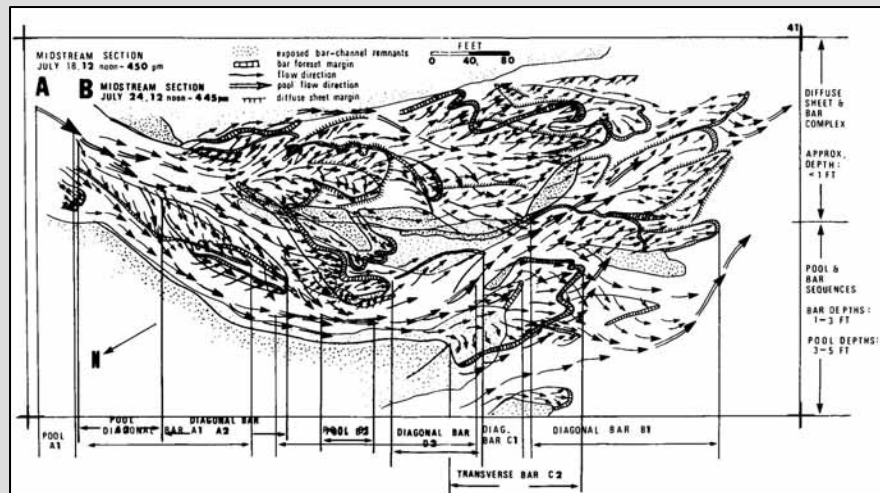 41
MIDSTREAM SECTION
JULY 18, 12 noon - 450 pm
A B MIDSTREAM SECTION
JULY 24, 12 noon - 445pm
exposed bar-channel remnants
bar foreset margin
flow direction
pool flow direction
diffuse sheet margin
FEET
0 40, 80
DIFFUSE
SHEET &
BAR
COMPLEX
APPROX.
DEPTH:
<1 FT
POOL &
BAR
SEQUENCES
BAR DEPTHS:
1-3 FT
POOL DEPTHS:
3-5 FT
N
POOL
A1
POOL
DIAGONAL BAR A1
DIAGONAL BAR
A2
POOL B2
DIAGONAL BAR
DIAG.
BAR C1
DIAGONAL BAR B1
TRANSVERSE BAR C2